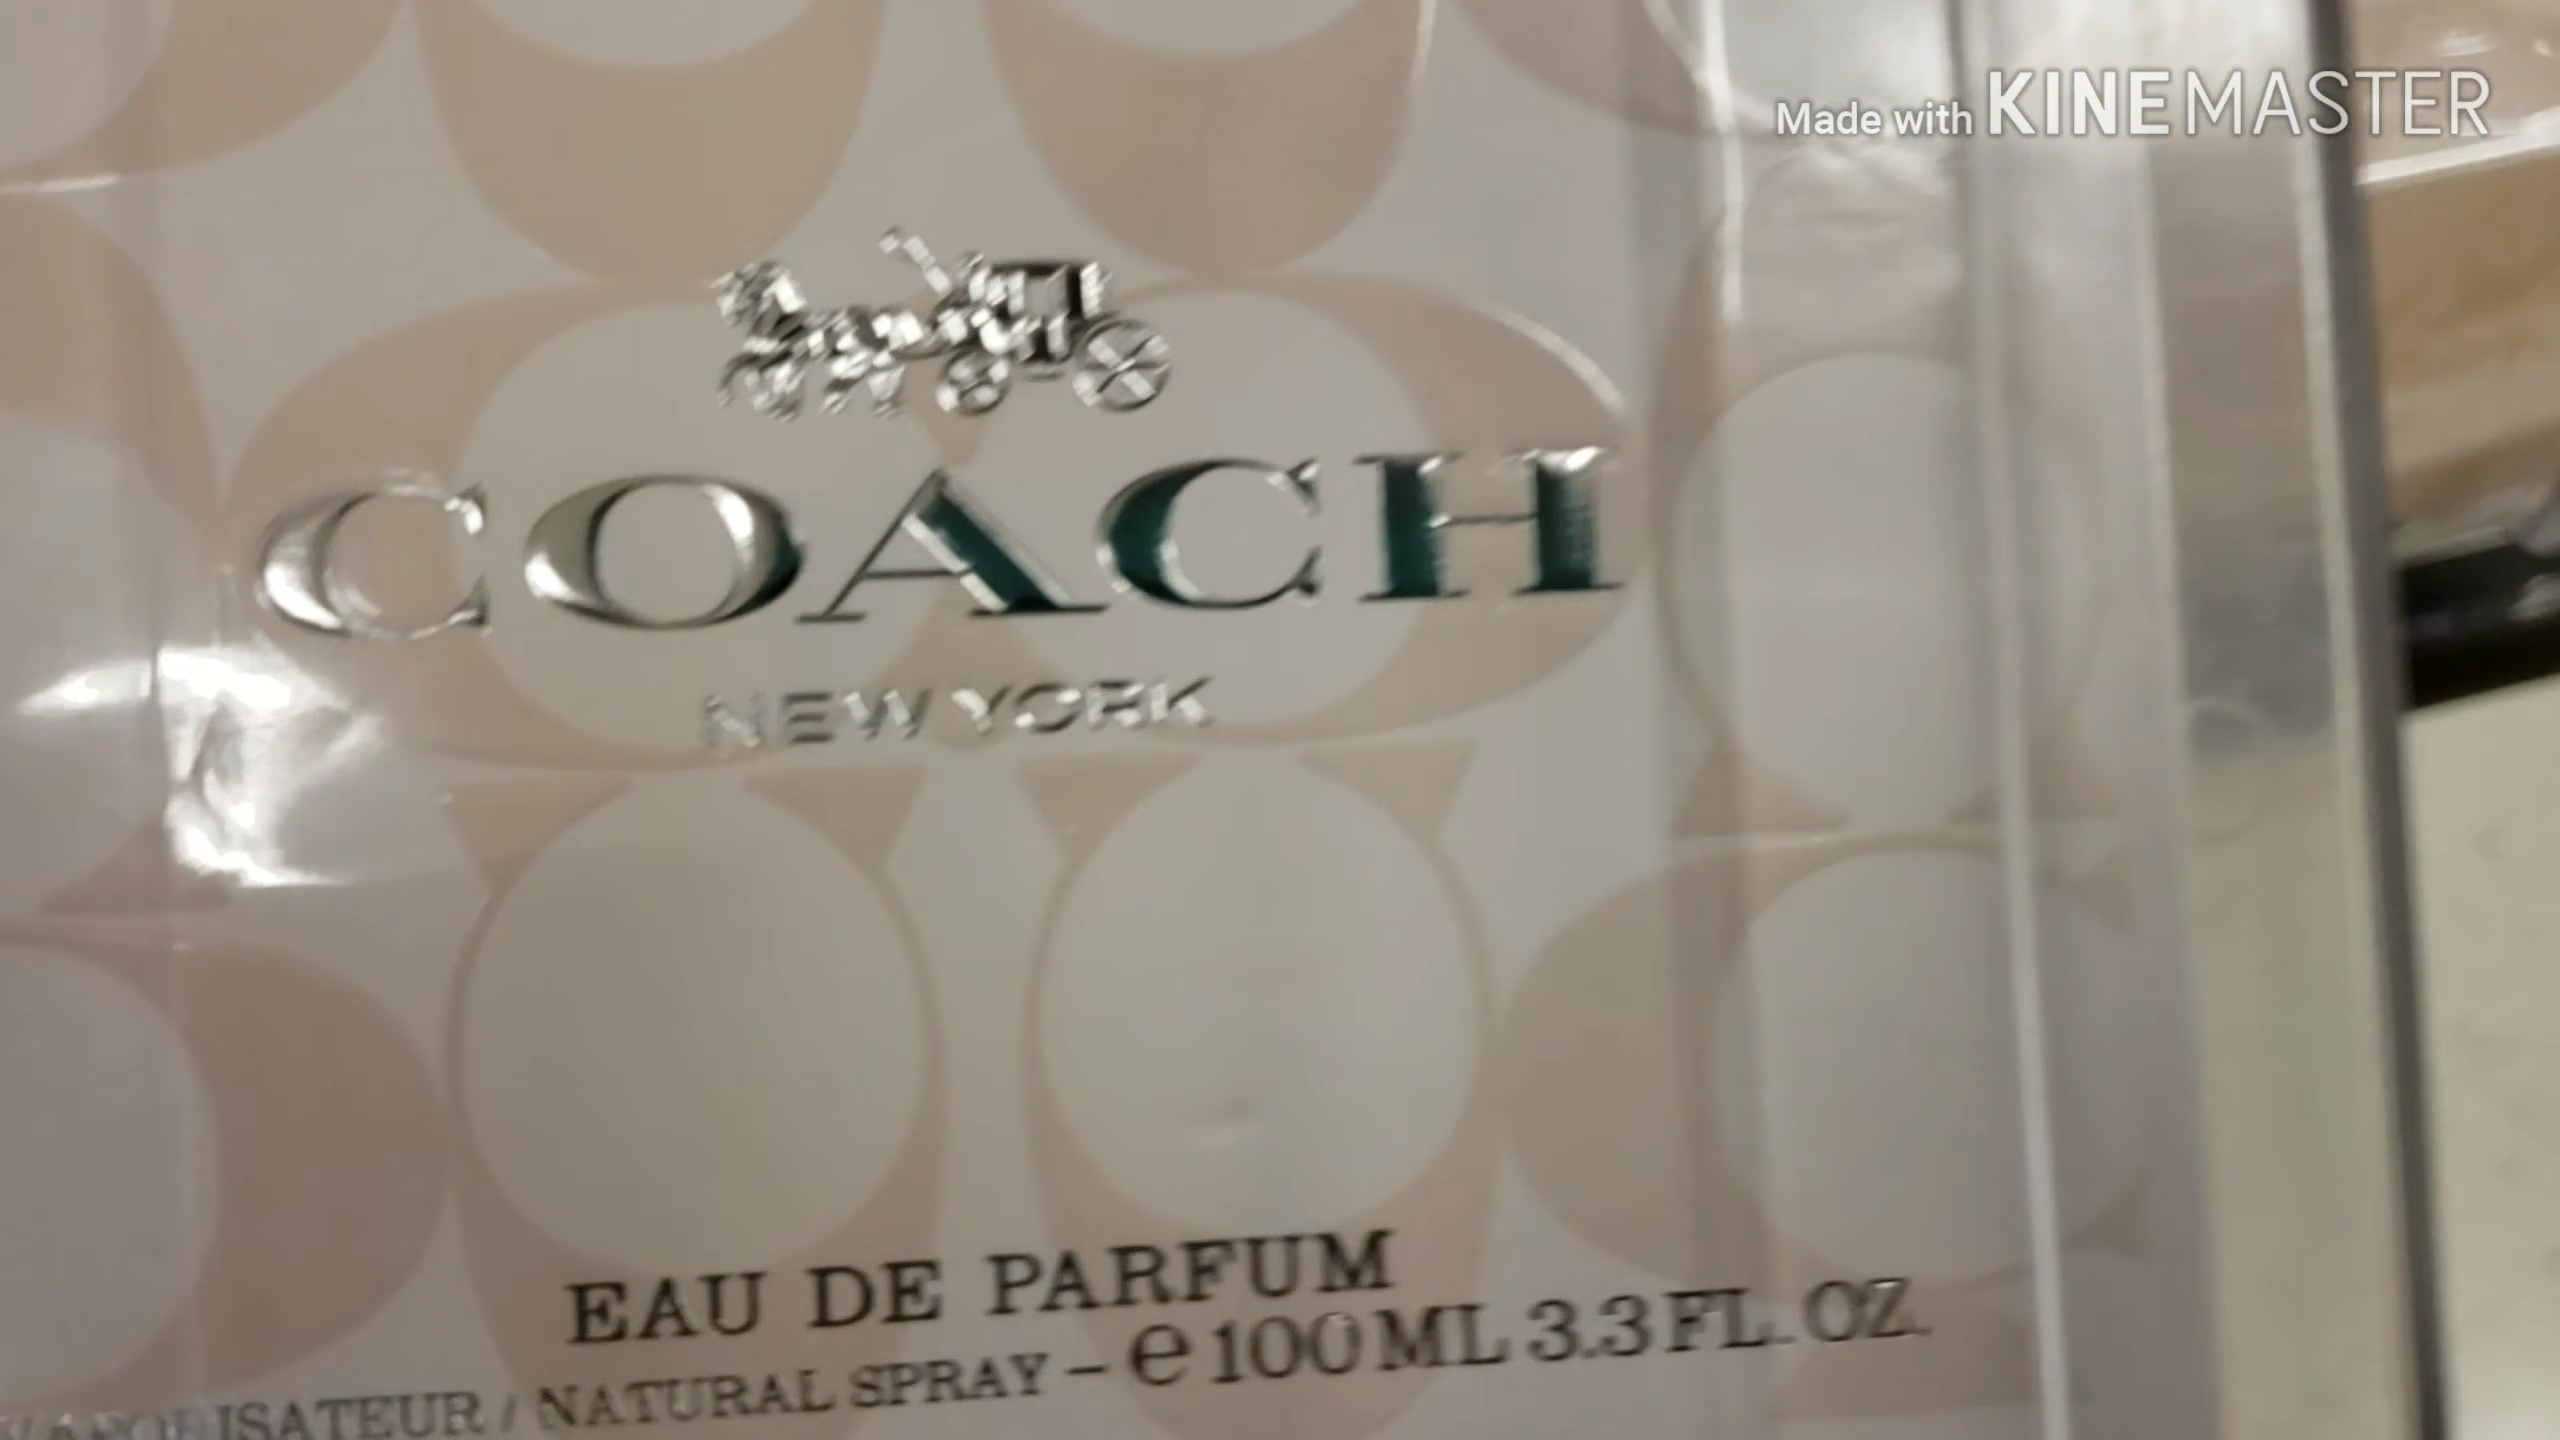 Made with KINEMASTER
COACH
NEW YORK
EAU DE PARFUM
VAPORISATEUR / NATURAL SPRAY – e 100 ML 3.3 FL. OZ.